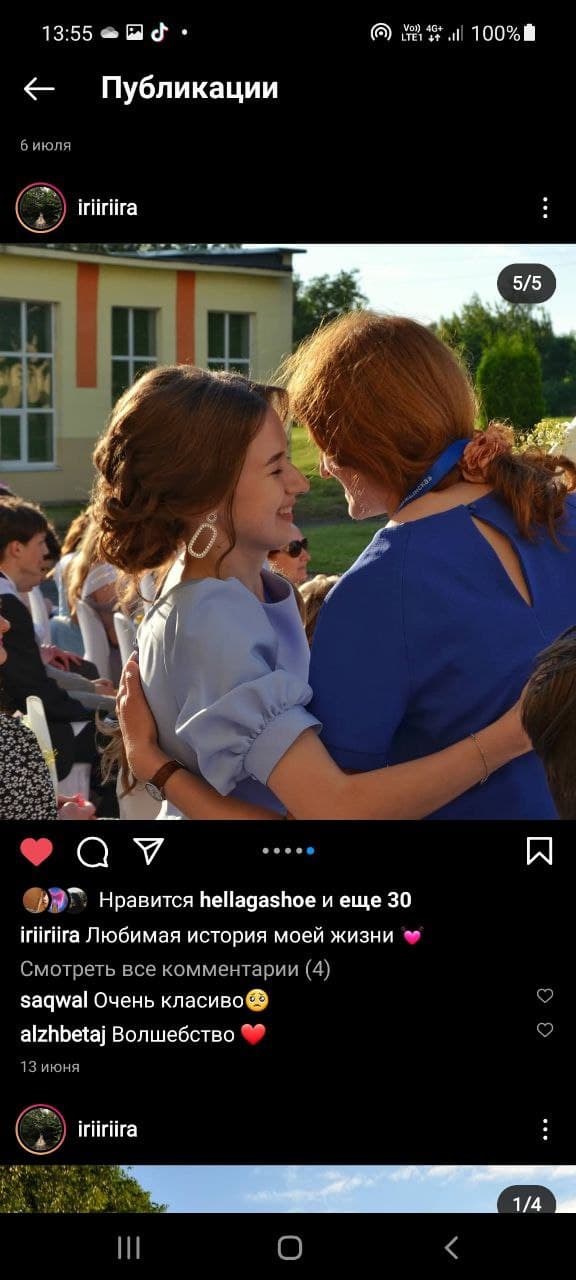 13:55
Vo)) 4G+
LTE1
100%
Публикации
6 июля
iriiriira
5/5
Нравится hellagashoe и еще 30
iriiriira Любимая история моей жизни 💓
Смотреть все комментарии (4)
saqwal Очень класиво🥺
alzhbetaj Волшебство ❤️
13 июня
iriiriira
1/4